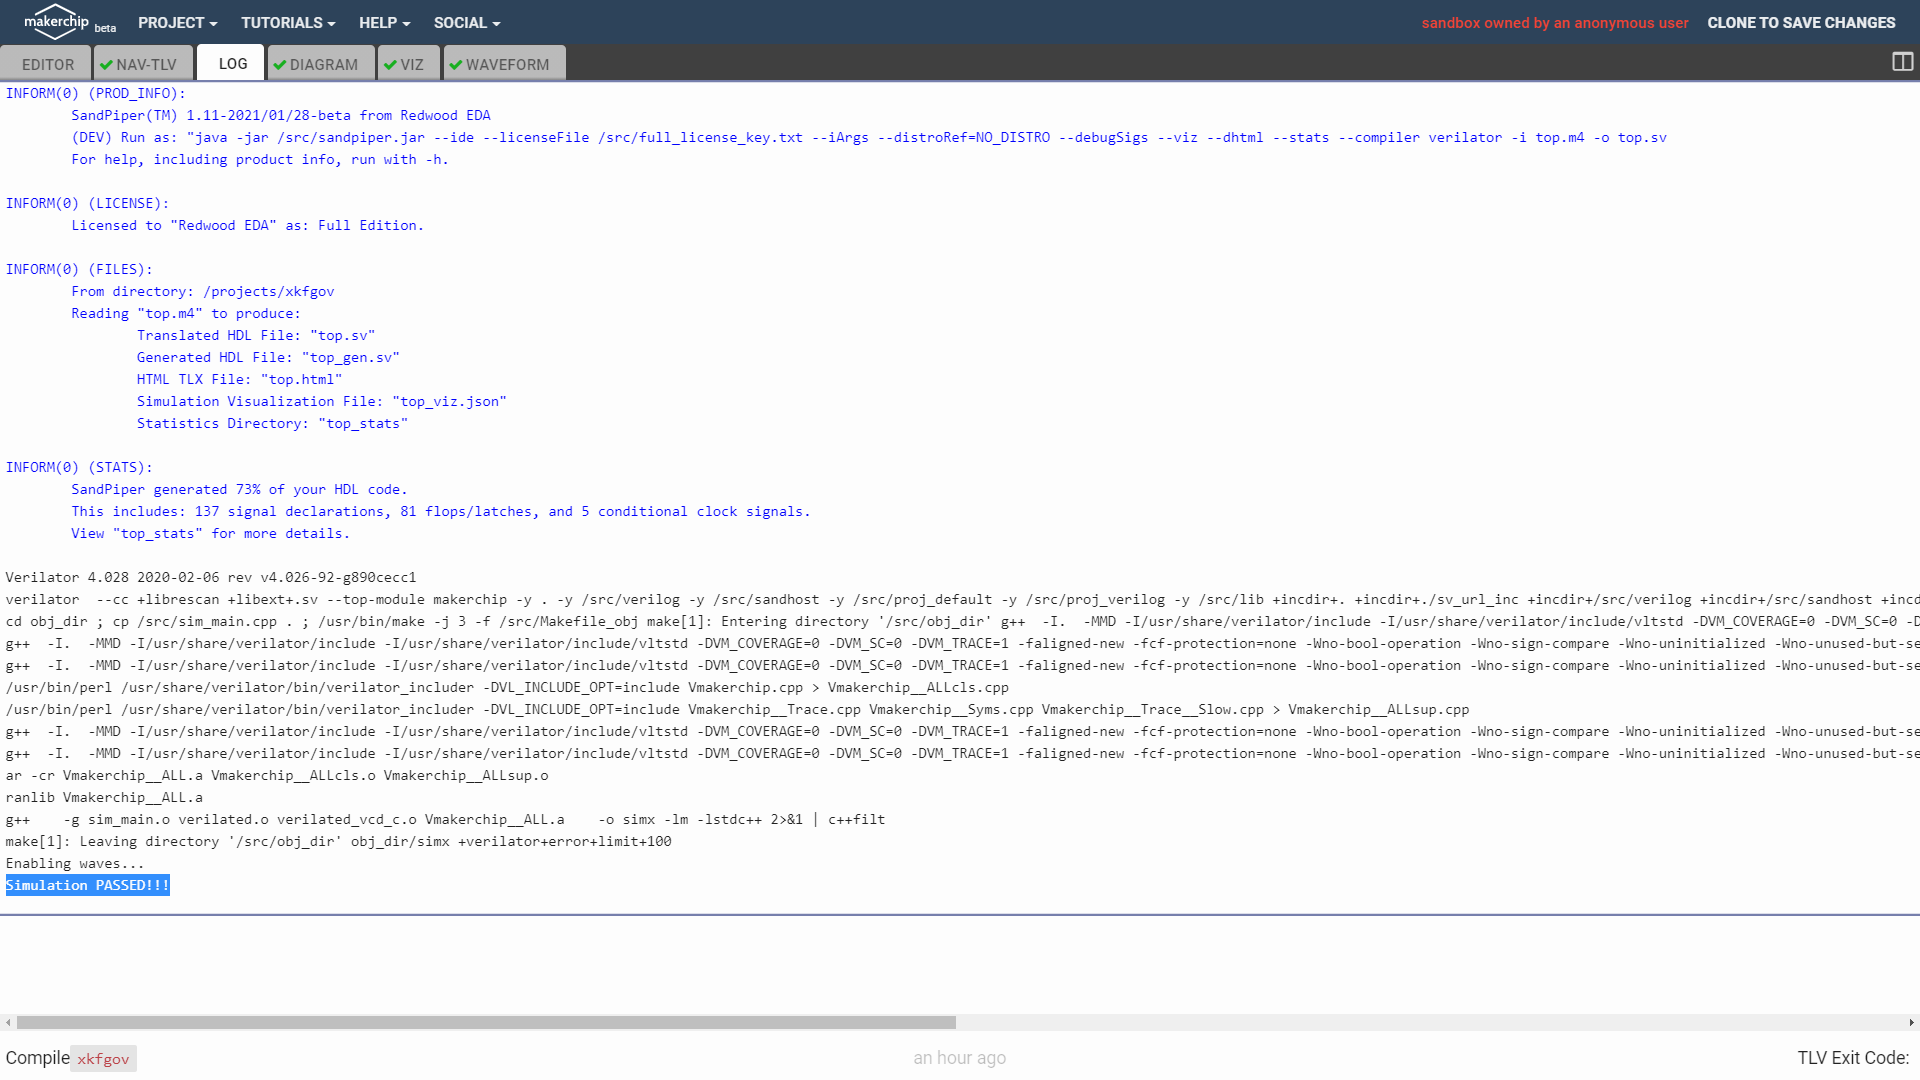 makerchip beta PROJECT TUTORIALS HELP SOCIAL sandbox owned by an anonymous user CLONE TO SAVE CHANGES
EDITOR NAV-TLV LOG DIAGRAM VIZ WAVEFORM
INFORM(0) (PROD_INFO):
SandPiper(TM) 1.11-2021/01/28-beta from Redwood EDA
(DEV) Run as: "java -jar /src/sandpiper.jar --ide --licenseFile /src/full_license_key.txt --iArgs --distroRef=NO_DISTRO --debugSigs --viz --dhtml --stats --compiler verilator -i top.m4 -o top.sv
For help, including product info, run with -h.
INFORM(0) (LICENSE):
Licensed to "Redwood EDA" as: Full Edition.
INFORM(0) (FILES):
From directory: /projects/xkfgov
Reading "top.m4" to produce:
Translated HDL File: "top.sv"
Generated HDL File: "top_gen.sv"
HTML TLX File: "top.html"
Simulation Visualization File: "top_viz.json"
Statistics Directory: "top_stats"
INFORM(0) (STATS):
SandPiper generated 73% of your HDL code.
This includes: 137 signal declarations, 81 flops/latches, and 5 conditional clock signals.
View "top_stats" for more details.
Verilator 4.028 2020-02-06 rev v4.026-92-g890cecc1
verilator --cc +librescan +libext+.sv --top-module makerchip -y . -y /src/verilog -y /src/sandhost -y /src/proj_default -y /src/proj_verilog -y /src/lib +incdir+. +incdir+./sv_url_inc +incdir+/src/verilog +incdir+/src/sandhost +incd
cd obj_dir ; cp /src/sim_main.cpp . ; /usr/bin/make -j 3 -f /src/Makefile_obj make[1]: Entering directory '/src/obj_dir' g++ -I. -MMD -I/usr/share/verilator/include -I/usr/share/verilator/include/vltstd -DVM_COVERAGE=0 -DVM_SC=0 -D
g++ -I. -MMD -I/usr/share/verilator/include -I/usr/share/verilator/include/vltstd -DVM_COVERAGE=0 -DVM_SC=0 -DVM_TRACE=1 -faligned-new -fcf-protection=none -Wno-bool-operation -Wno-sign-compare -Wno-uninitialized -Wno-unused-but-se
g++ -I. -MMD -I/usr/share/verilator/include -I/usr/share/verilator/include/vltstd -DVM_COVERAGE=0 -DVM_SC=0 -DVM_TRACE=1 -faligned-new -fcf-protection=none -Wno-bool-operation -Wno-sign-compare -Wno-uninitialized -Wno-unused-but-se
/usr/bin/perl /usr/share/verilator/bin/verilator_includer -DVL_INCLUDE_OPT=include Vmakerchip.cpp > Vmakerchip__ALLcls.cpp
/usr/bin/perl /usr/share/verilator/bin/verilator_includer -DVL_INCLUDE_OPT=include Vmakerchip__Trace.cpp Vmakerchip__Syms.cpp Vmakerchip__Trace__Slow.cpp > Vmakerchip__ALLsup.cpp
g++ -I. -MMD -I/usr/share/verilator/include -I/usr/share/verilator/include/vltstd -DVM_COVERAGE=0 -DVM_SC=0 -DVM_TRACE=1 -faligned-new -fcf-protection=none -Wno-bool-operation -Wno-sign-compare -Wno-uninitialized -Wno-unused-but-se
g++ -I. -MMD -I/usr/share/verilator/include -I/usr/share/verilator/include/vltstd -DVM_COVERAGE=0 -DVM_SC=0 -DVM_TRACE=1 -faligned-new -fcf-protection=none -Wno-bool-operation -Wno-sign-compare -Wno-uninitialized -Wno-unused-but-se
ar -cr Vmakerchip__ALL.a Vmakerchip__ALLcls.o Vmakerchip__ALLsup.o
ranlib Vmakerchip__ALL.a
g++ -g sim_main.o verilated.o verilated_vcd_c.o Vmakerchip__ALL.a -o simx -lm -lstdc++ 2>&1 | c++filt
make[1]: Leaving directory '/src/obj_dir' obj_dir/simx +verilator+error+limit+100
Enabling waves...
Simulation PASSED!!!
Compile xkfgov an hour ago TLV Exit Code: